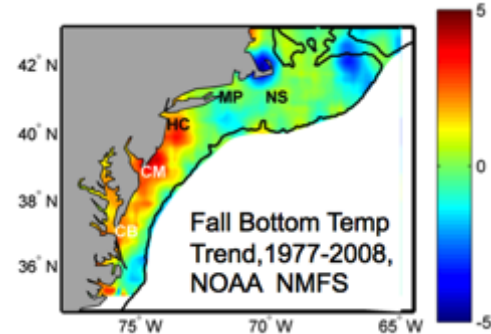 5
42° N
MP NS
HC
40° N
CM
0
38° N
CB
Fall Bottom Temp
Trend,1977-2008,
NOAA NMFS
36° N
-5
75° W 70° W 65° W